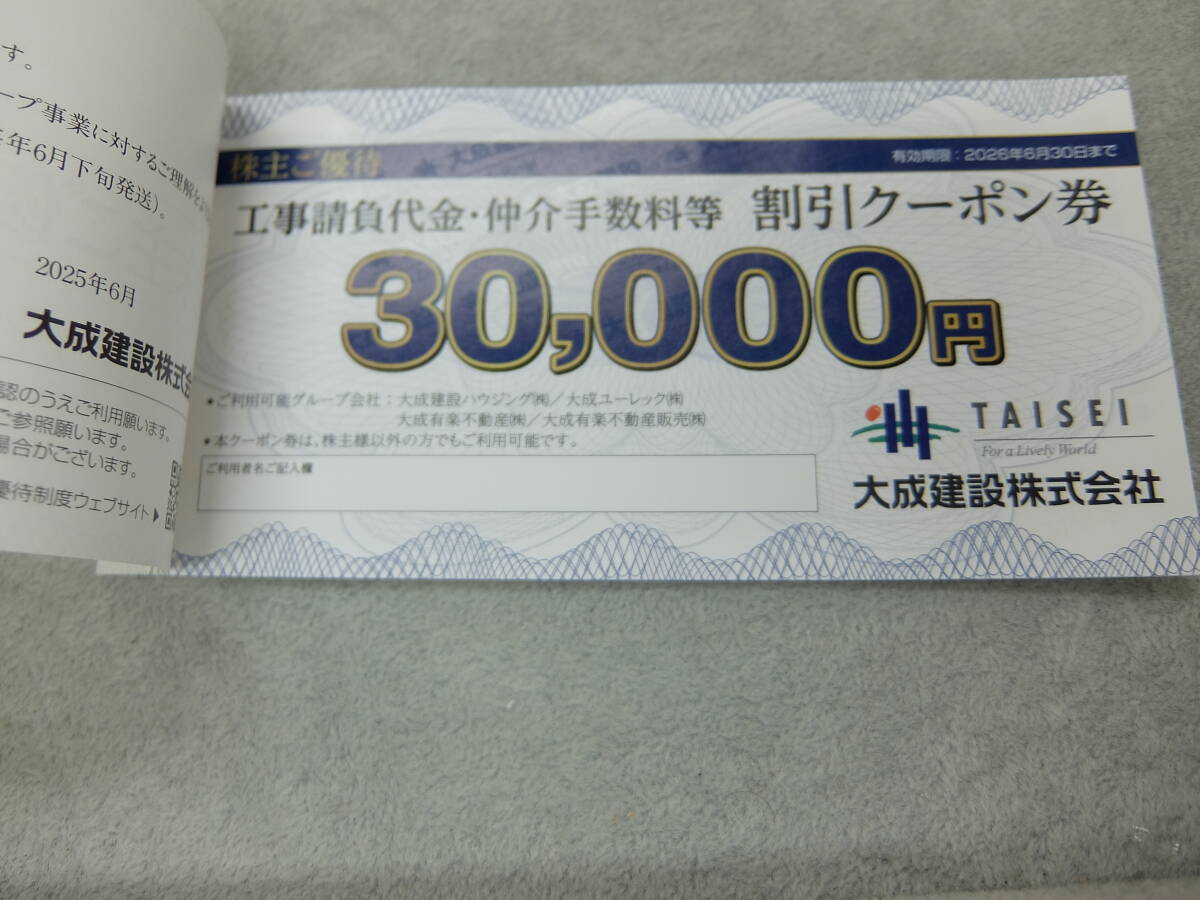 す。
ープ事業に対するご理解を
年6月下旬発送)。
2025年6月
大成建設株式会
認のうえご利用願います。
ご参照願います。
場合がございます。
優待制度ウェブサイト▶
株主ご優待
有効期限：2026年6月30日まで
工事請負代金・仲介手数料等 割引クーポン券
30,000円
・ご利用可能グループ会社：大成建設ハウジング㈱／大成ユーレック㈱
大成有楽不動産㈱／大成有楽不動産販売㈱
・本クーポン券は、株主様以外の方でもご利用可能です。
ご利用者名ご記入欄
TAISEI
For a Lively World
大成建設株式会社